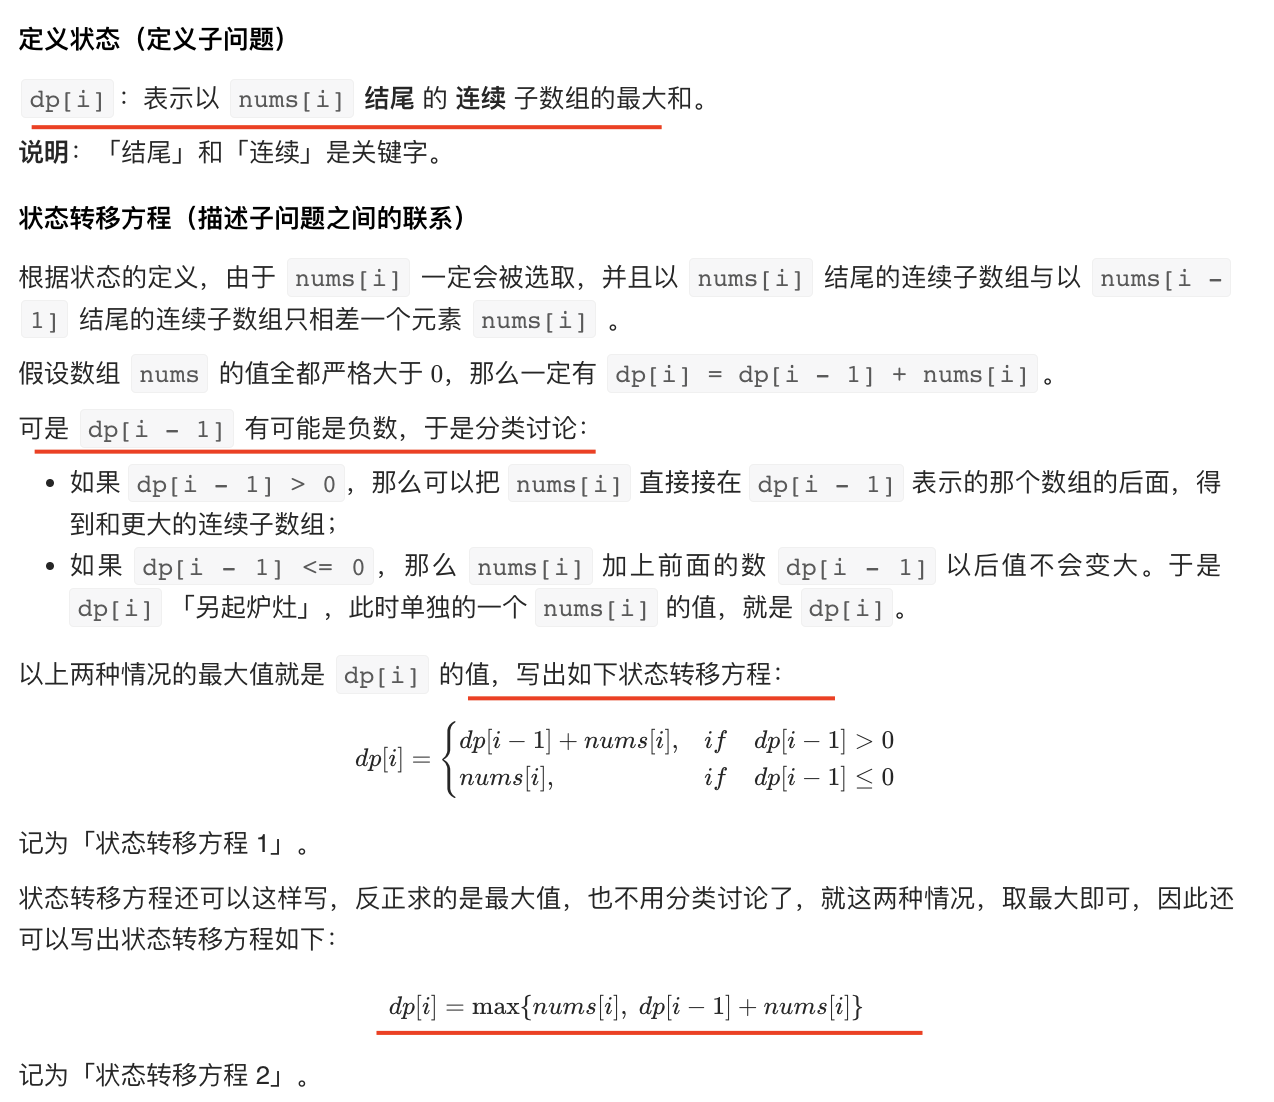 定义状态（定义子问题）
dp[i] ：表示以 nums[i] 结尾 的 连续 子数组的最大和。
说明：「结尾」和「连续」是关键字。
状态转移方程（描述子问题之间的联系）
根据状态的定义，由于 nums[i] 一定会被选取，并且以 nums[i] 结尾的连续子数组与以 nums[i -
1] 结尾的连续子数组只相差一个元素 nums[i] 。
假设数组 nums 的值全都严格大于 0，那么一定有 dp[i] = dp[i - 1] + nums[i] 。
可是 dp[i - 1] 有可能是负数，于是分类讨论：
• 如果 dp[i - 1] > 0 ，那么可以把 nums[i] 直接接在 dp[i - 1] 表示的那个数组的后面，得
到和更大的连续子数组；
• 如果 dp[i - 1] <= 0 ，那么 nums[i] 加上前面的数 dp[i - 1] 以后值不会变大。于是
dp[i] 「另起炉灶」，此时单独的一个 nums[i] 的值，就是 dp[i] 。
以上两种情况的最大值就是 dp[i] 的值，写出如下状态转移方程：
dp[i] = { dp[i − 1] + nums[i], if dp[i − 1] > 0
nums[i], if dp[i − 1] ≤ 0
记为「状态转移方程 1」。
状态转移方程还可以这样写，反正求的是最大值，也不用分类讨论了，就这两种情况，取最大即可，因此还
可以写出状态转移方程如下：
dp[i] = max{nums[i], dp[i − 1] + nums[i]}
记为「状态转移方程 2」。